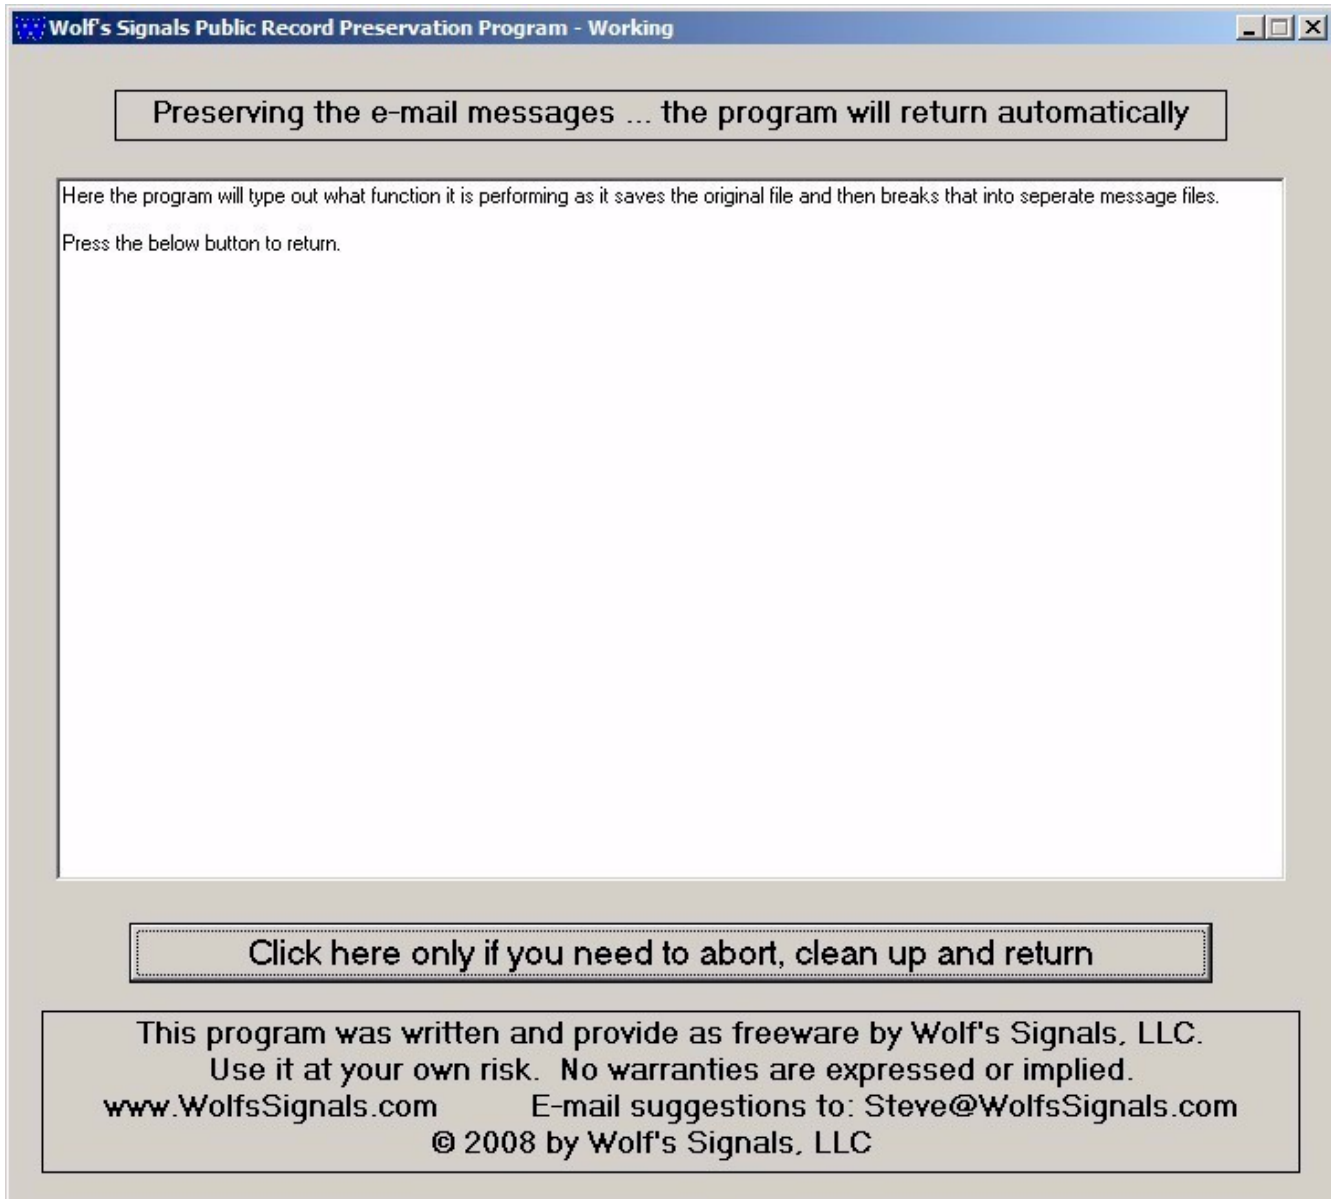 Wolf's Signals Public Record Preservation Program - Working
Preserving the e-mail messages ... the program will return automatically
Here the program will type out what function it is performing as it saves the original file and then breaks that into seperate message files.
Press the below button to return.
Click here only if you need to abort, clean up and return
This program was written and provide as freeware by Wolf's Signals, LLC.
Use it at your own risk.  No warranties are expressed or implied.
www.WolfsSignals.com          E-mail suggestions to: Steve@WolfsSignals.com
© 2008 by Wolf's Signals, LLC